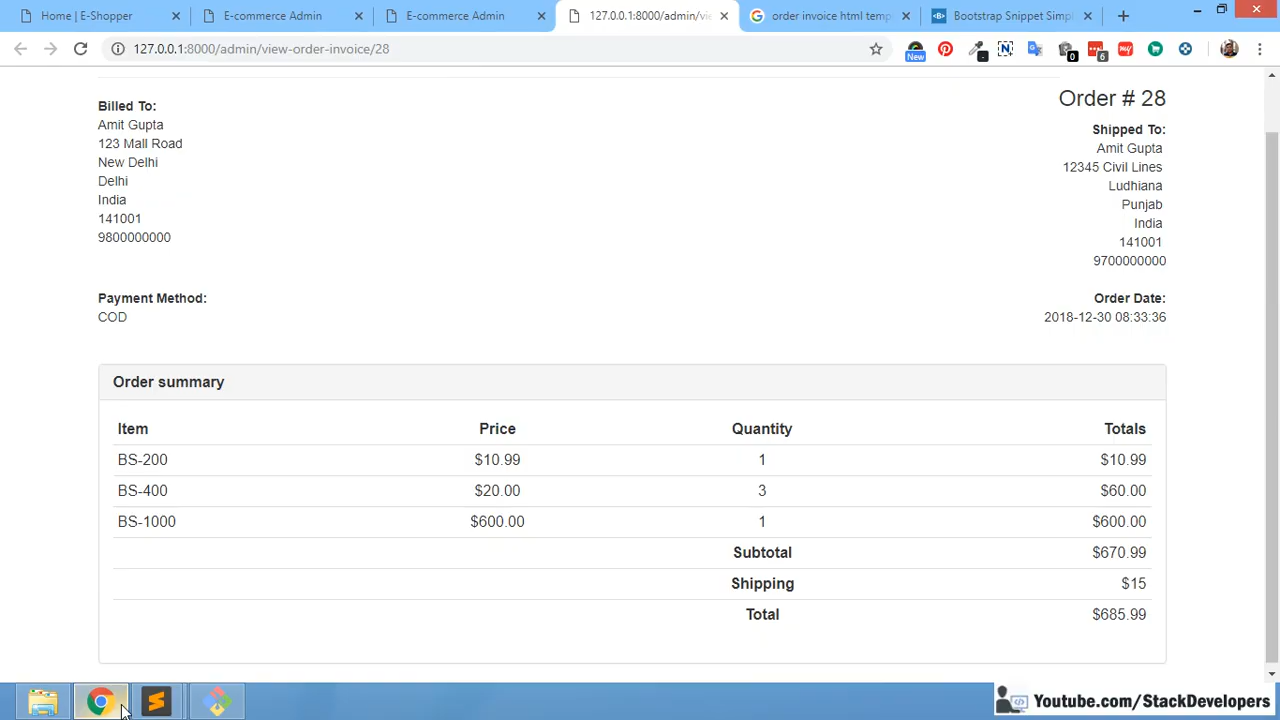 Home | E-Shopper
E-commerce Admin
E-commerce Admin
127.0.0.1:8000/admin/vi
order invoice html temp
Bootstrap Snippet Simpl
127.0.0.1:8000/admin/view-order-invoice/28
New
0
6
Order # 28
Billed To:
Amit Gupta
123 Mall Road
New Delhi
Delhi
India
141001
9800000000
Shipped To:
Amit Gupta
12345 Civil Lines
Ludhiana
Punjab
India
141001
9700000000
Payment Method:
COD
Order Date:
2018-12-30 08:33:36
Order summary
Item Price Quantity Totals
BS-200 $10.99 1 $10.99
BS-400 $20.00 3 $60.00
BS-1000 $600.00 1 $600.00
Subtotal $670.99
Shipping $15
Total $685.99
Youtube.com/StackDevelopers